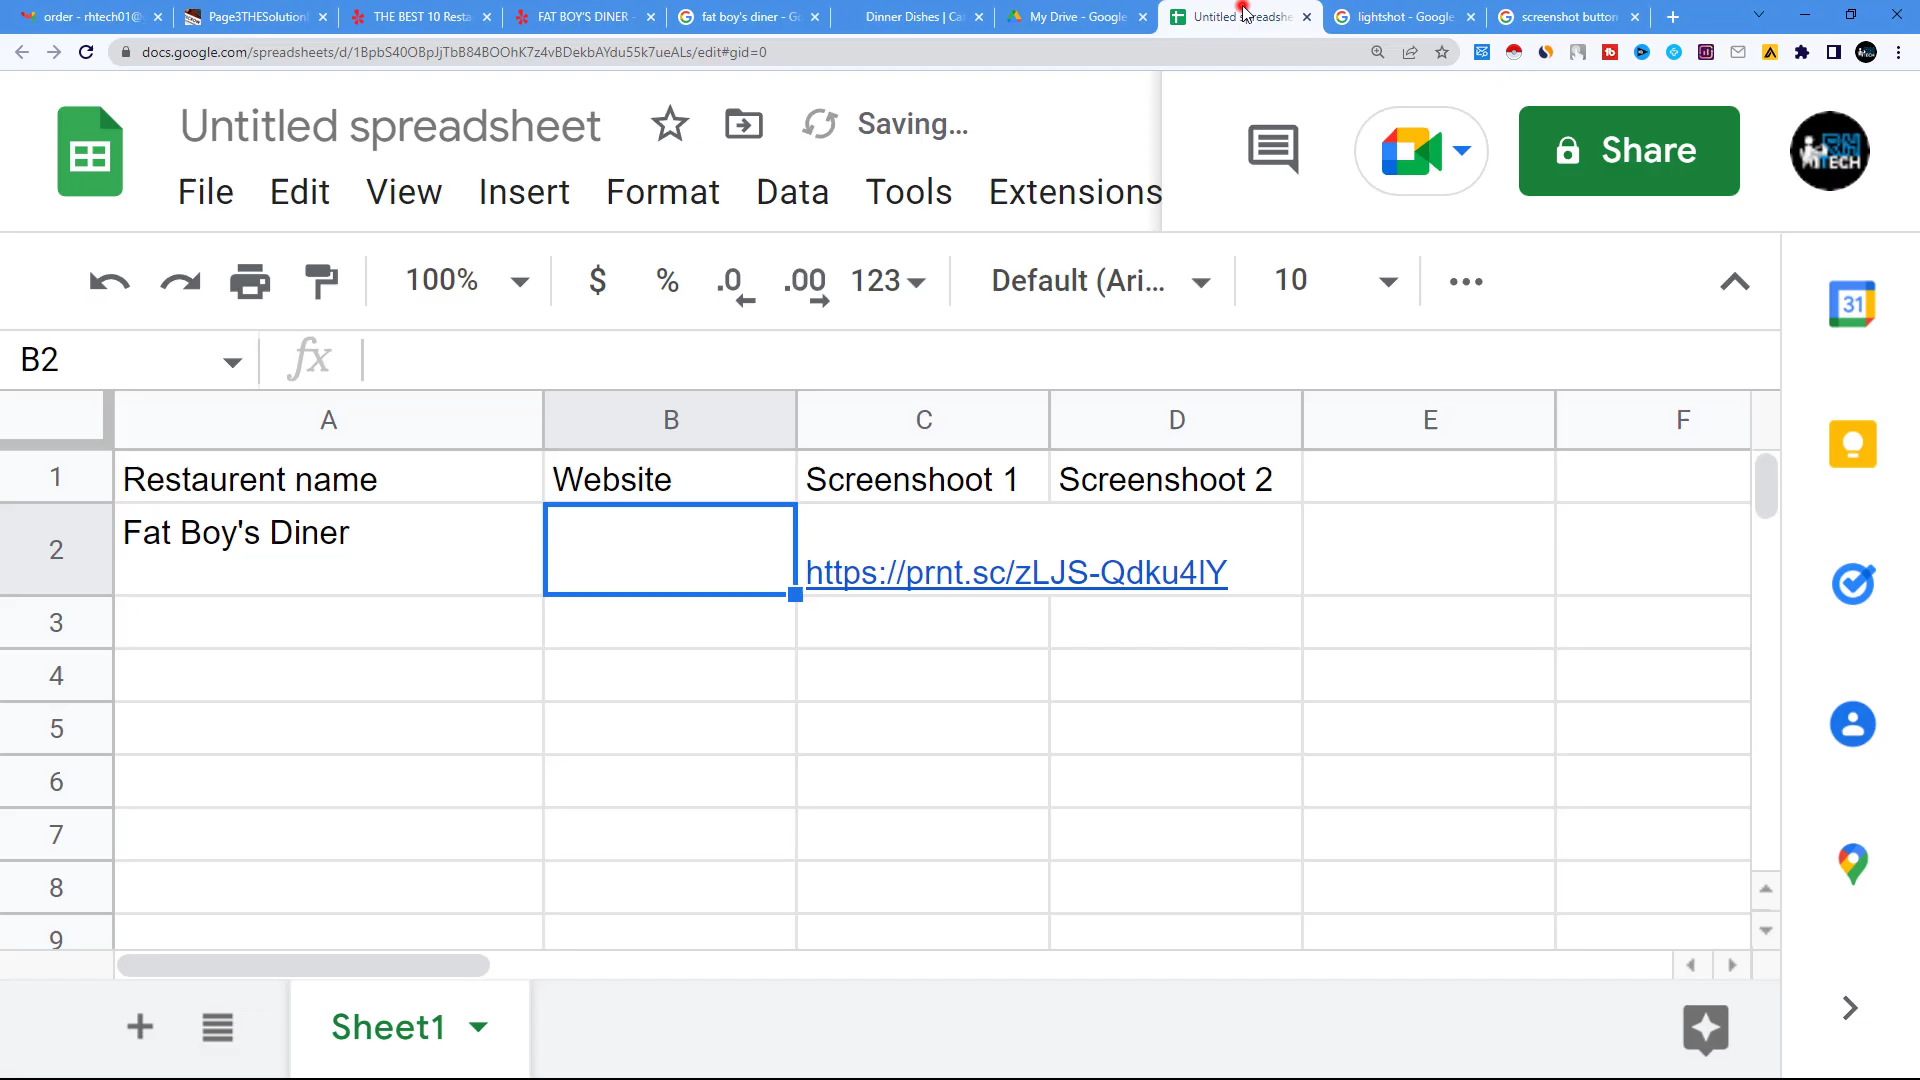 order - rhtech01@ Page3THESolution THE BEST 10 Resta FAT BOY'S DINER - fat boy's diner - Go Dinner Dishes | Ca My Drive - Google Untitled spreadshe lightshot - Google screenshot button
docs.google.com/spreadsheets/d/1BpbS40OBpJjTbB84BOOhK7z4vBDekbAYdu55k7ueALs/edit#gid=0
Untitled spreadsheet Saving...
File Edit View Insert Format Data Tools Extensions
Share
100% $ % .0 .00 123 Default (Ari... 10
31
B2 fx
A B C D E F
1 Restaurent name Website Screenshoot 1 Screenshoot 2
2 Fat Boy's Diner https://prnt.sc/zLJS-Qdku4lY
3
4
5
6
7
8
9
Sheet1